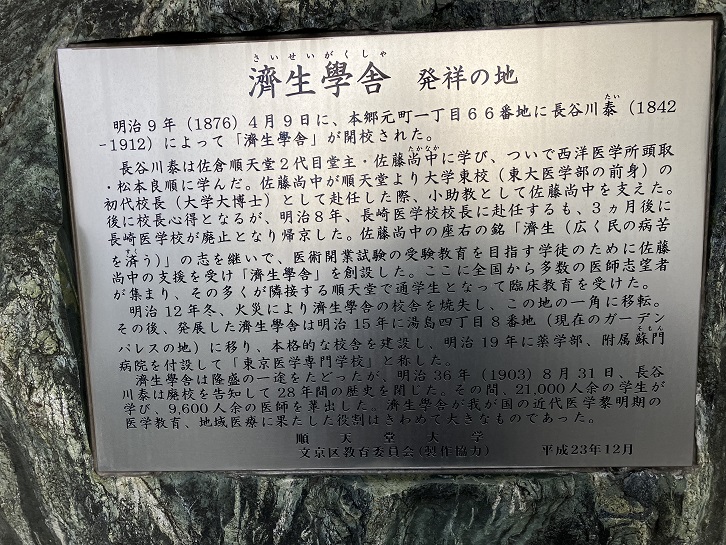 さいせいがくしゃ
濟生學舎 発祥の地
明治9年(1876)4月9日に、本郷元町一丁目66番地に長谷川泰(1842
たい
-1912)によって「濟生學舎」が開校された。
たかなか
長谷川泰は佐倉順天堂2代目堂主・佐藤尚中に学び、ついで西洋医学所頭取
・松本良順に学んだ。佐藤尚中が順天堂より大学東校(東大医学部の前身)の
初代校長(大学大博士)として赴任した際、小助教として佐藤尚中を支えた。
後に校長心得となるが、明治8年、長崎医学校校長に赴任するも、3ヵ月後に
長崎医学校が廃止となり帰京した。佐藤尚中の座右の銘「濟生(広く民の病苦
を済う)」の志を継いで、医術開業試験の受験教育を目指す学徒のために佐藤
すく
尚中の支援を受け「濟生學舎」を創設した。ここに全国から多数の医師志望者
が集まり、その多くが隣接する順天堂で通学生となって臨床教育を受けた。
明治12年冬、火災により濟生學舎の校舎を焼失し、この地の一角に移転。
その後、発展した濟生學舎は明治15年に湯島四丁目8番地(現在のガーデン
そもん
パレスの地)に移り、本格的な校舎を建設し、明治19年に薬学部、附属蘇門
病院を付設して「東京医学専門学校」と称した。
濟生學舎は隆盛の一途をたどったが、明治36年(1903)8月31日、長谷
川泰は廃校を告知して28年間の歴史を閉じた。その間、21,000人余の学生が
学び、9,600人余の医師を輩出した。濟生學舎が我が国の近代医学黎明期の
医学教育、地域医療に果たした役割はきわめて大きなものであった。
順天堂大学
文京区教育委員会(製作協力) 平成23年12月